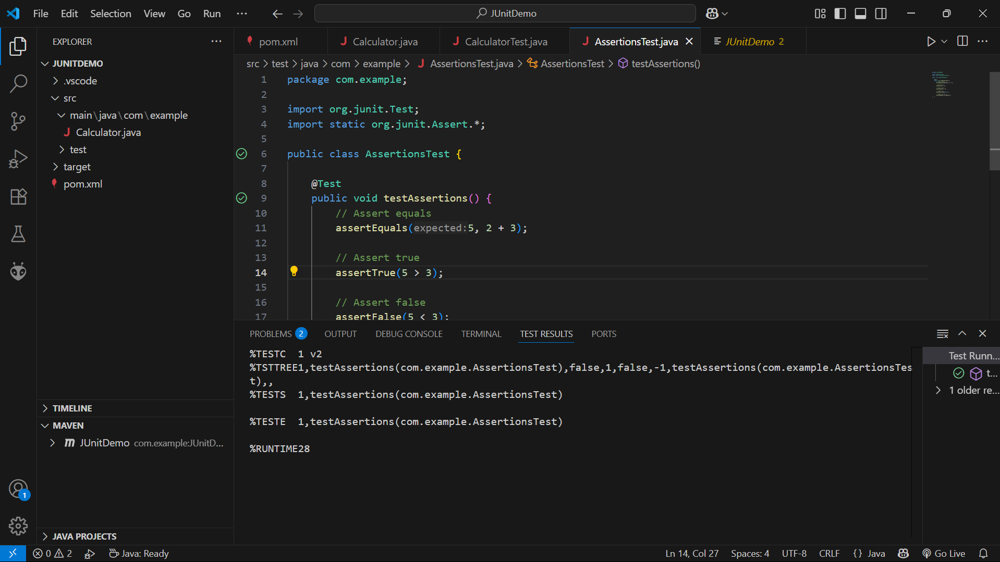 File Edit Selection View Go Run ··· JUnitDemo
EXPLORER ···
JUNITDEMO
.vscode
src
main\java\com\example
Calculator.java
test
target
pom.xml
TIMELINE
MAVEN
JUnitDemo com.example:JUnitD...
JAVA PROJECTS
pom.xml Calculator.java CalculatorTest.java AssertionsTest.java JUnitDemo 2
src > test > java > com > example > AssertionsTest.java > AssertionsTest > testAssertions()
1 package com.example;
2
3 import org.junit.Test;
4 import static org.junit.Assert.*;
5
6 public class AssertionsTest {
7
8 @Test
9 public void testAssertions() {
10 // Assert equals
11 assertEquals(expected:5, 2 + 3);
12
13 // Assert true
14 assertTrue(5 > 3);
15
16 // Assert false
17 assertFalse(5 < 3);
PROBLEMS 2 OUTPUT DEBUG CONSOLE TERMINAL TEST RESULTS PORTS
%TESTC 1 v2
%TSTTREE1,testAssertions(com.example.AssertionsTest),false,1,false,-1,testAssertions(com.example.AssertionsTes
t),,
%TESTS 1,testAssertions(com.example.AssertionsTest)
%TESTE 1,testAssertions(com.example.AssertionsTest)
%RUNTIME28
Test Runn...
t...
1 older re...
1
0 2 Java: Ready Ln 14, Col 27 Spaces: 4 UTF-8 CRLF {} Java Go Live